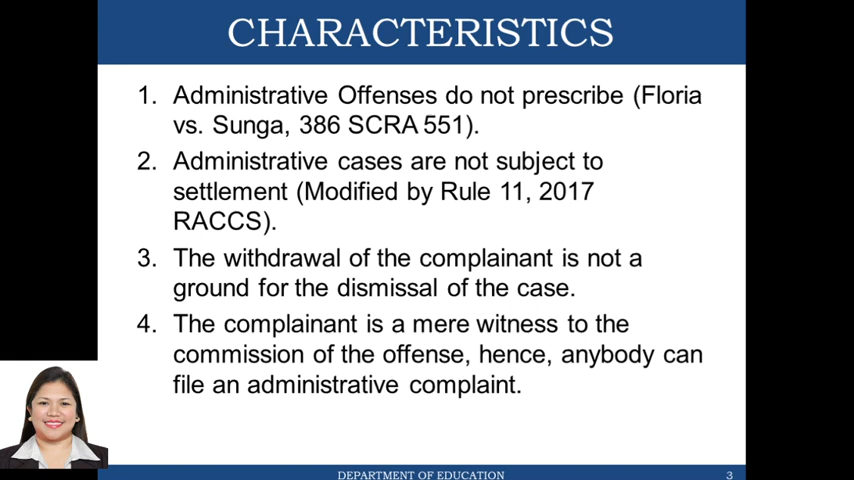 CHARACTERISTICS
1. Administrative Offenses do not prescribe (Floria
vs. Sunga, 386 SCRA 551).
2. Administrative cases are not subject to
settlement (Modified by Rule 11, 2017
RACCS).
3. The withdrawal of the complainant is not a
ground for the dismissal of the case.
4. The complainant is a mere witness to the
commission of the offense, hence, anybody can
file an administrative complaint.
DEPARTMENT OF EDUCATION 3